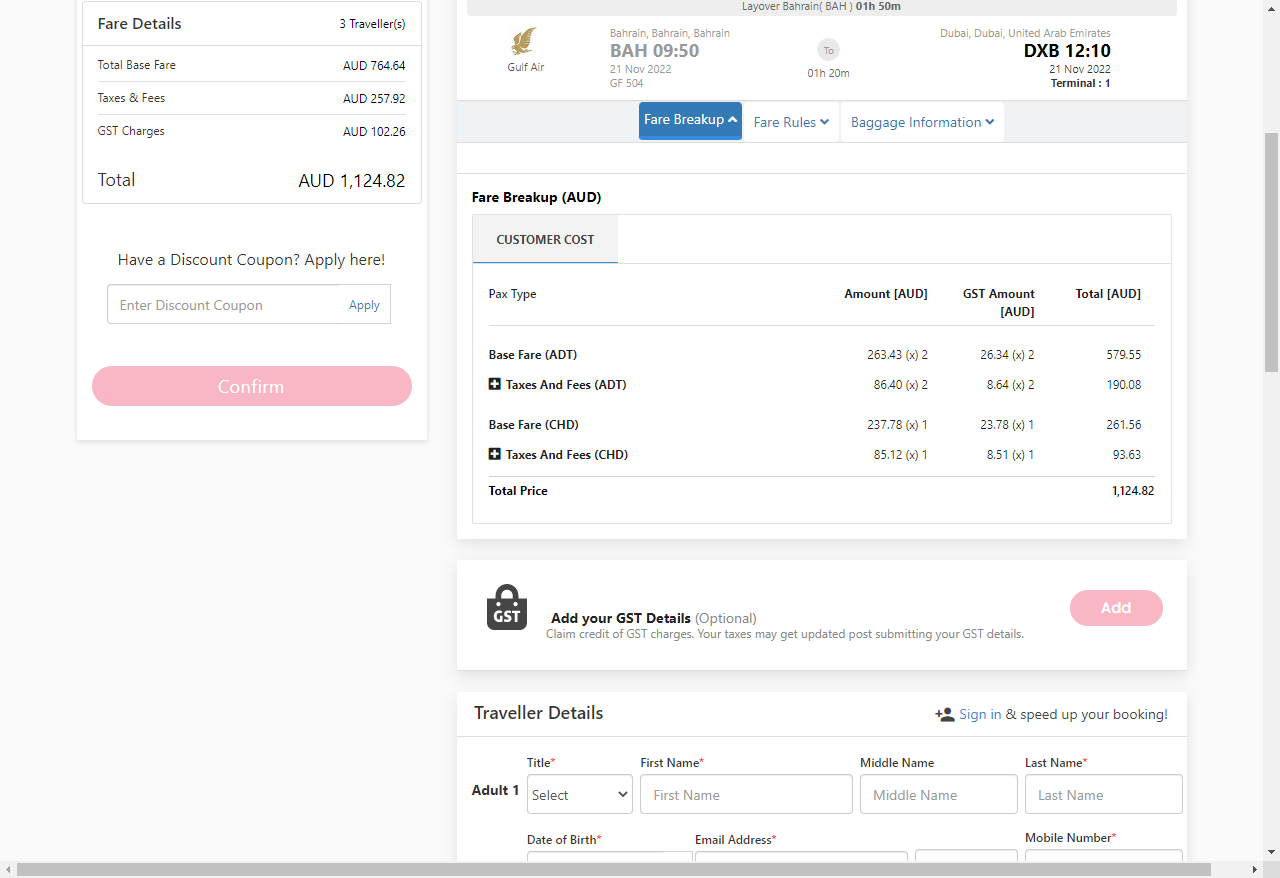 Fare Details 3 Traveller(s)
Total Base Fare AUD 764.64
Taxes & Fees AUD 257.92
GST Charges AUD 102.26
Total AUD 1,124.82
Have a Discount Coupon? Apply here!
Enter Discount Coupon Apply
Confirm
Layover Bahrain( BAH ) 01h 50m
Gulf Air
Bahrain, Bahrain, Bahrain
BAH 09:50
21 Nov 2022
GF 504
To
01h 20m
Dubai, Dubai, United Arab Emirates
DXB 12:10
21 Nov 2022
Terminal : 1
Fare Breakup Fare Rules Baggage Information
Fare Breakup (AUD)
CUSTOMER COST
Pax Type Amount [AUD] GST Amount [AUD] Total [AUD]
Base Fare (ADT) 263.43 (x) 2 26.34 (x) 2 579.55
Taxes And Fees (ADT) 86.40 (x) 2 8.64 (x) 2 190.08
Base Fare (CHD) 237.78 (x) 1 23.78 (x) 1 261.56
Taxes And Fees (CHD) 85.12 (x) 1 8.51 (x) 1 93.63
Total Price 1,124.82
GST
Add your GST Details (Optional)
Claim credit of GST charges. Your taxes may get updated post submitting your GST details.
Add
Traveller Details Sign in & speed up your booking!
Title* First Name* Middle Name Last Name*
Adult 1 Select First Name Middle Name Last Name
Date of Birth* Email Address* Mobile Number*